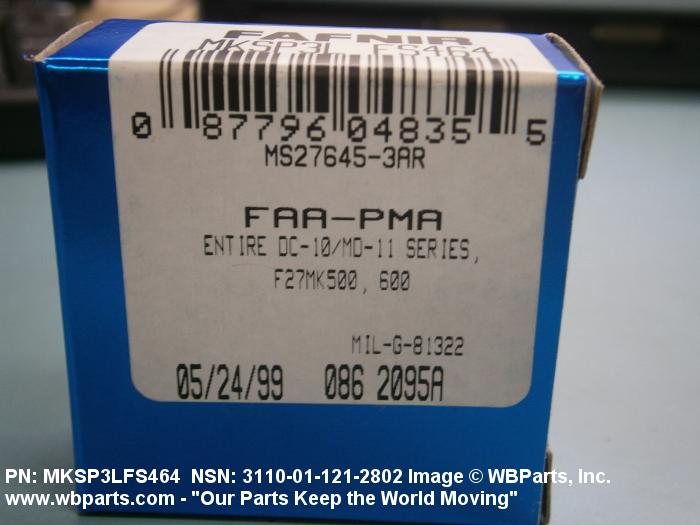 FAFNIR
MKSP3L FS464
0 87796 04835 5
MS27645-3AR
FAA-PMA
ENTIRE DC-10/MD-11 SERIES,
F27MK500, 600
MIL-G-81322
05/24/99 086 2095A
PN: MKSP3LFS464 NSN: 3110-01-121-2802 Image © WBParts, Inc.
www.wbparts.com - "Our Parts Keep the World Moving"